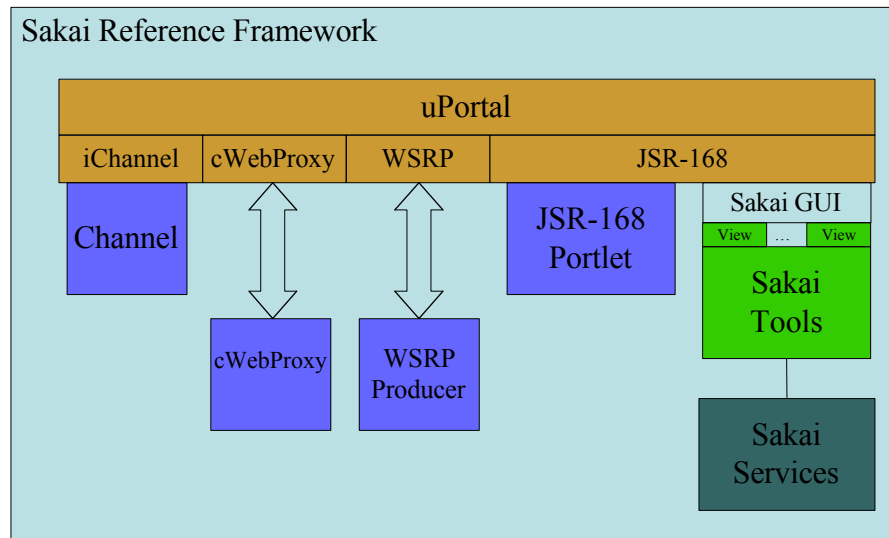 Sakai Reference Framework
uPortal
iChannel
cWebProxy
WSRP
JSR-168
Channel
JSR-168
Portlet
Sakai GUI
View
...
View
Sakai
Tools
cWebProxy
WSRP
Producer
Sakai
Services